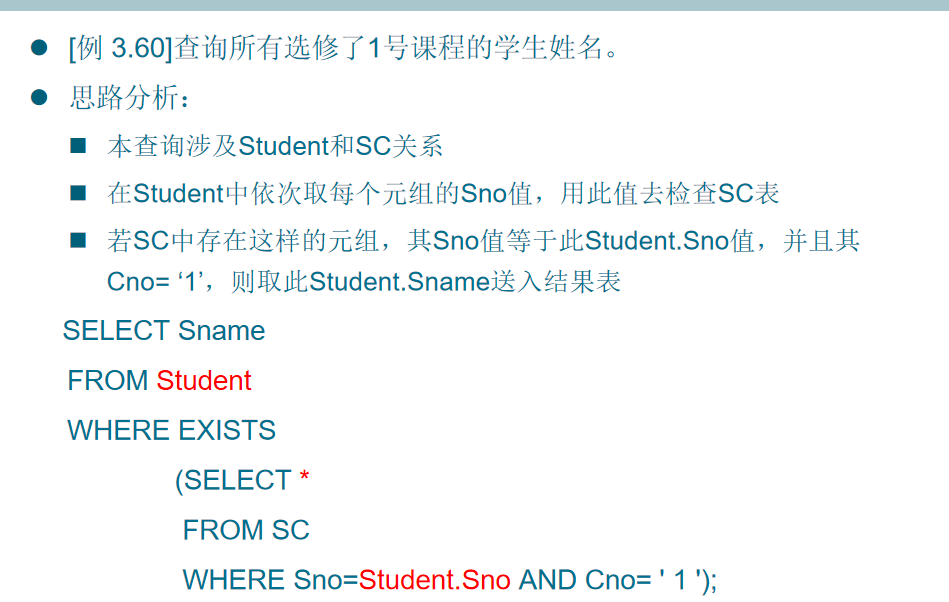 [例 3.60]查询所有选修了1号课程的学生姓名。
思路分析：
本查询涉及Student和SC关系
在Student中依次取每个元组的Sno值，用此值去检查SC表
若SC中存在这样的元组，其Sno值等于此Student.Sno值，并且其
Cno= ‘1’，则取此Student.Sname送入结果表
SELECT Sname
FROM Student
WHERE EXISTS
(SELECT *
FROM SC
WHERE Sno=Student.Sno AND Cno= ' 1 ');